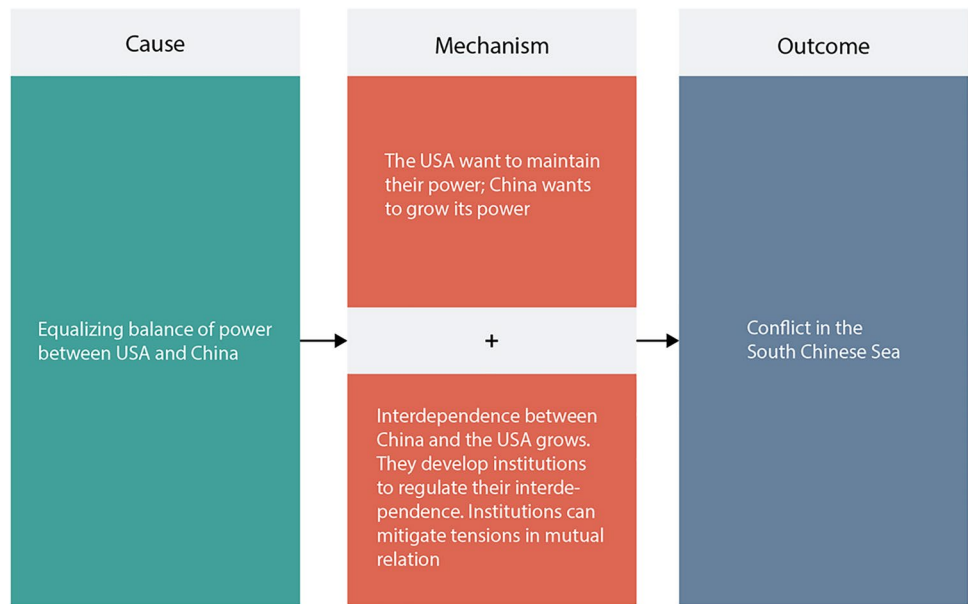 Cause
Mechanism
Outcome
Equalizing balance of power
between USA and China
The USA want to maintain
their power; China wants
to grow its power
+
Interdependence between
China and the USA grows.
They develop institutions
to regulate their interde-
pendence. Institutions can
mitigate tensions in mutual
relation
Conflict in the
South Chinese Sea